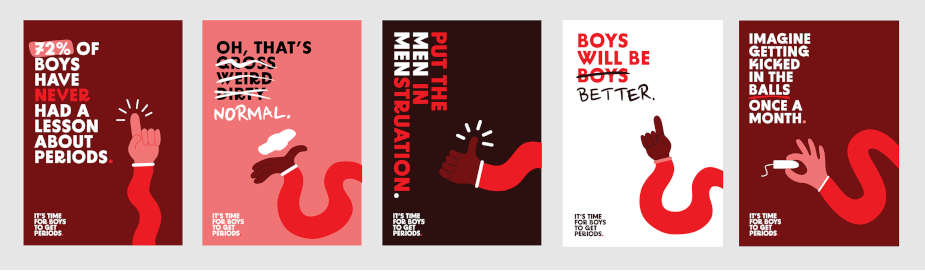 72% OF
BOYS
HAVE
NEVER
HAD A
LESSON
ABOUT
PERIODS.
IT'S TIME
FOR BOYS
TO GET
PERIODS.
OH, THAT'S
GROSS
WEIRD
DIRTY
NORMAL.
IT'S TIME
FOR BOYS
TO GET
PERIODS.
PUT THE
MEN IN
MENSTRUATION.
IT'S TIME
FOR BOYS
TO GET
PERIODS.
BOYS
WILL BE
BOYS
BETTER.
IT'S TIME
FOR BOYS
TO GET
PERIODS.
IMAGINE
GETTING
KICKED
IN THE
BALLS
ONCE A
MONTH.
IT'S TIME
FOR BOYS
TO GET
PERIODS.